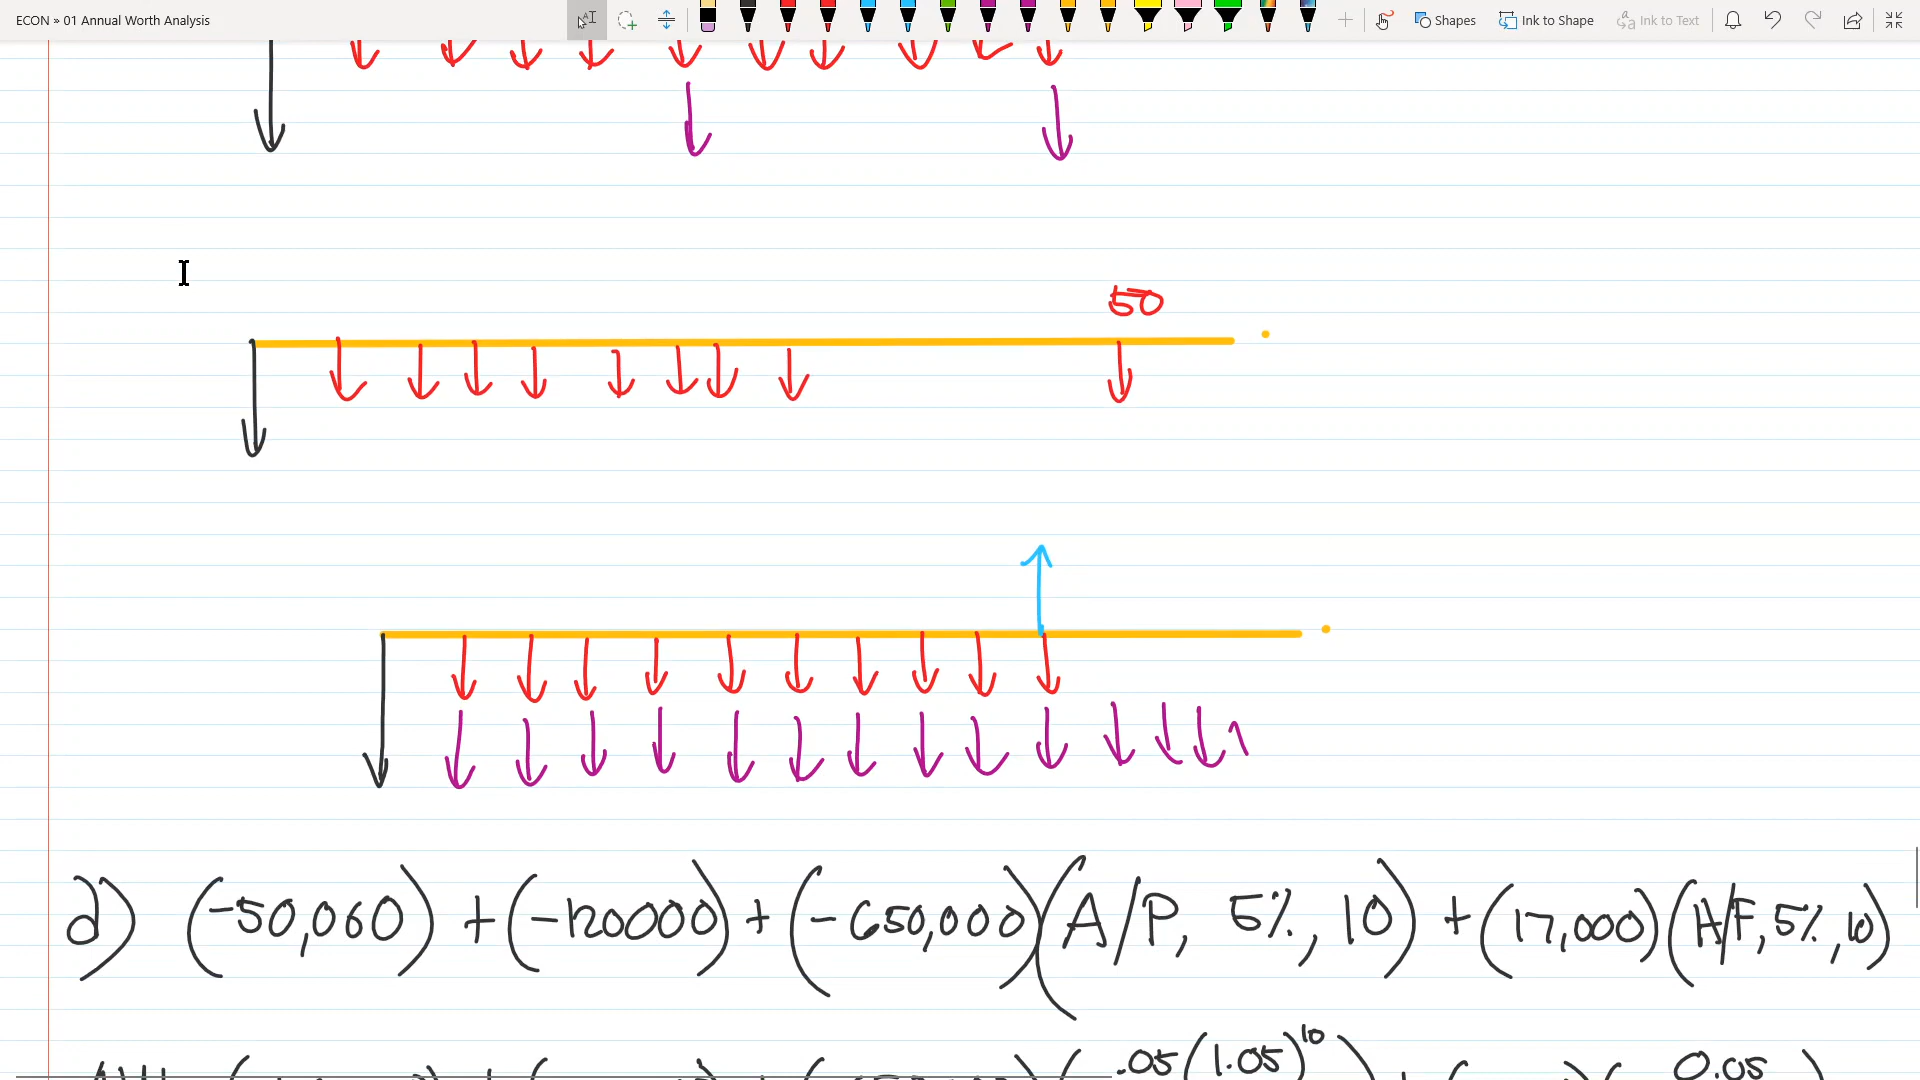 ECON » 01 Annual Worth Analysis
Shapes
Ink to Shape
Ink to Text
50
d) (-50,000) + (-120000) + (-650,000)(A/P, 5%, 10) + (17,000)(A/F, 5%, 10)
.05(1.05)^10
0.05